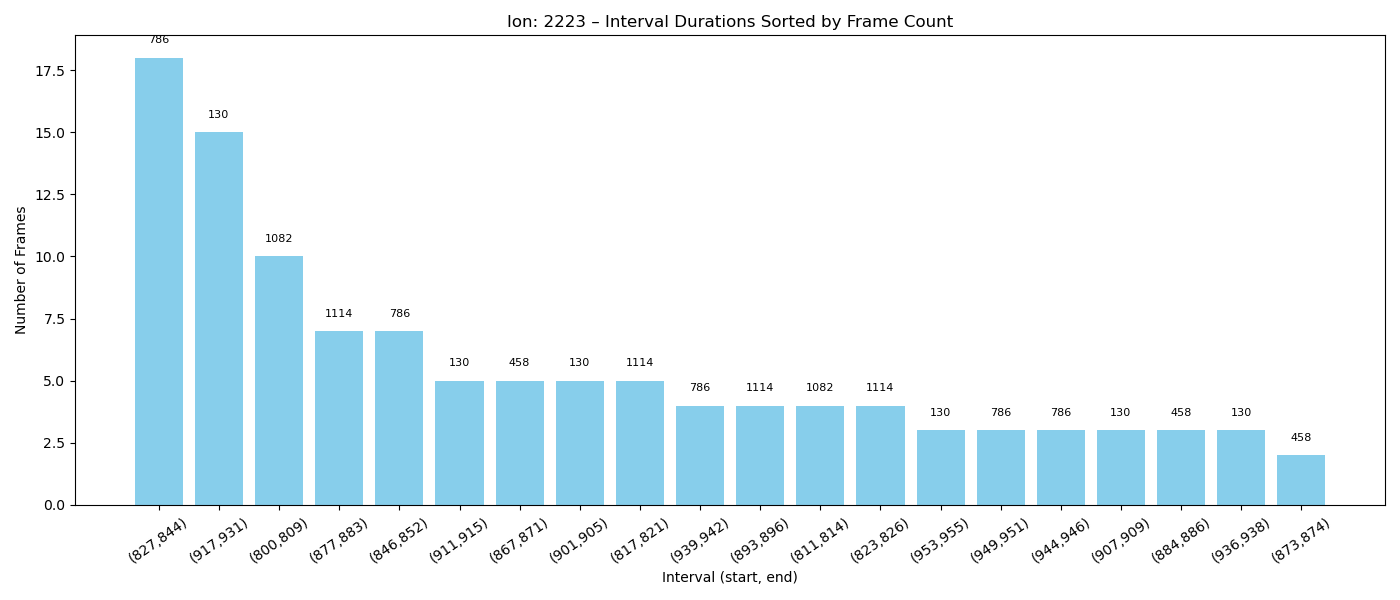 Ion: 2223 – Interval Durations Sorted by Frame Count
786
17.5
130
15.0
12.5
1082
10.0
1114 786
7.5
130 458 130 1114
5.0
786 1114 1082 1114
130 786 786 130 458 130
2.5
458
0.0
Number of Frames
(827,844) (917,931) (800,809) (877,883) (846,852) (911,915) (867,871) (901,905) (817,821) (939,942) (893,896) (811,814) (823,826) (953,955) (949,951) (944,946) (907,909) (884,886) (936,938) (873,874)
Interval (start, end)